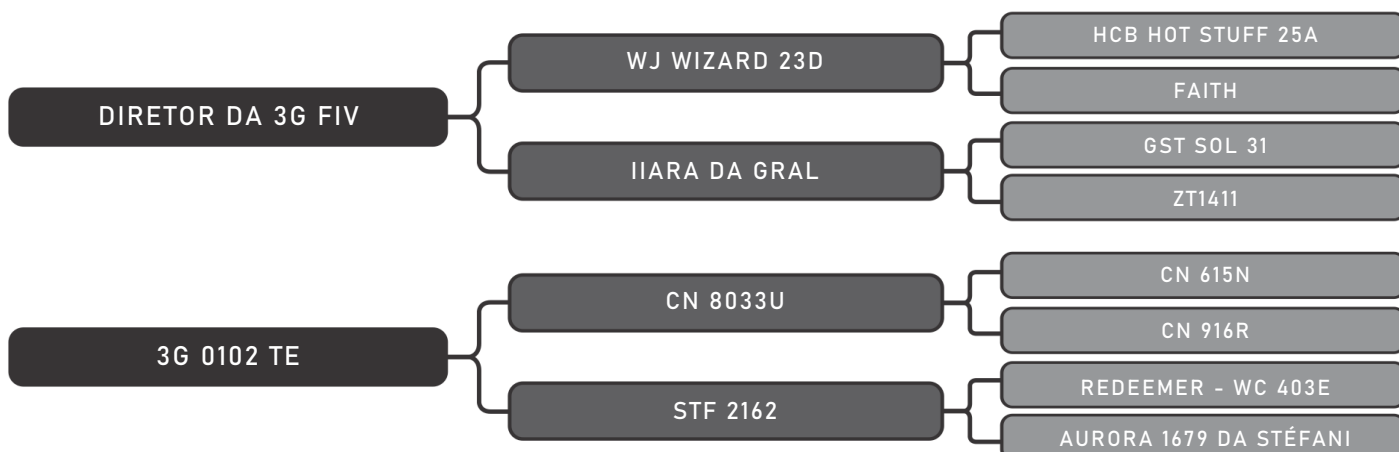 HCB HOT STUFF 25A
WJ WIZARD 23D
FAITH
DIRETOR DA 3G FIV
GST SOL 31
IIARA DA GRAL
ZT1411
CN 615N
CN 8033U
CN 916R
3G 0102 TE
REDEEMER - WC 403E
STF 2162
AURORA 1679 DA STÉFANI